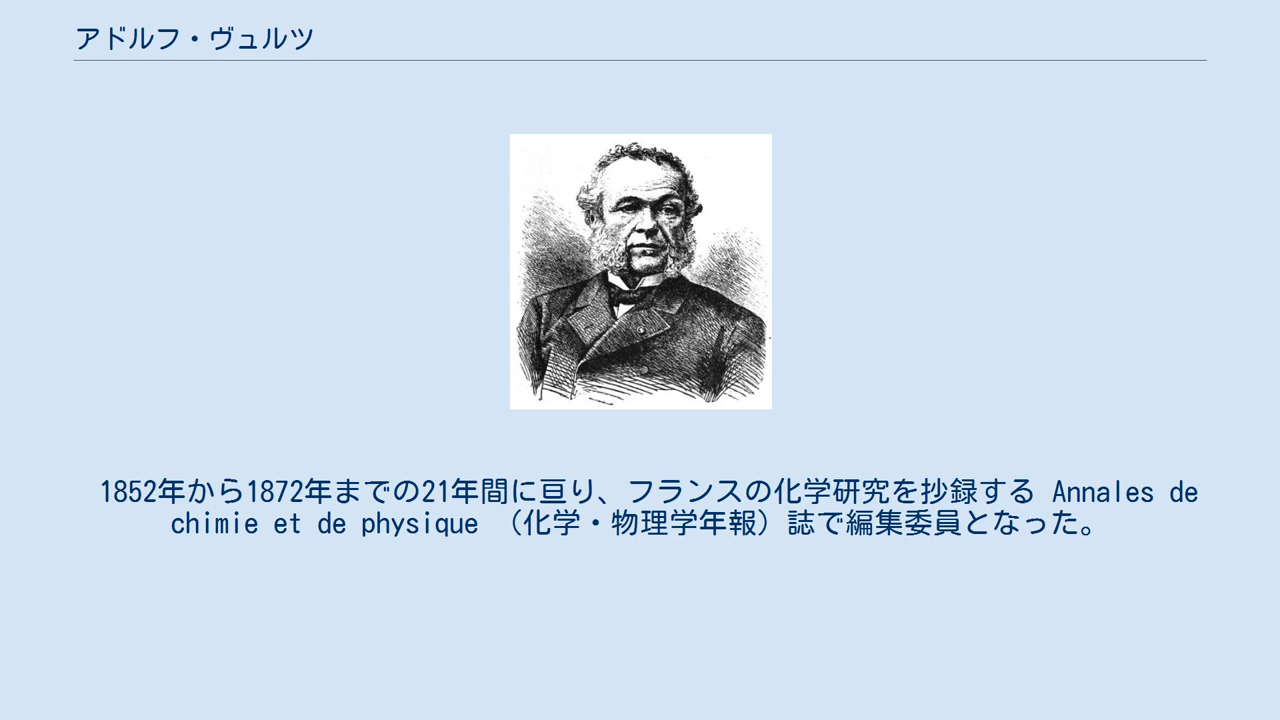 アドルフ・ヴュルツ
1852年から1872年までの21年間に亘り、フランスの化学研究を抄録する Annales de
chimie et de physique （化学・物理学年報）誌で編集委員となった。